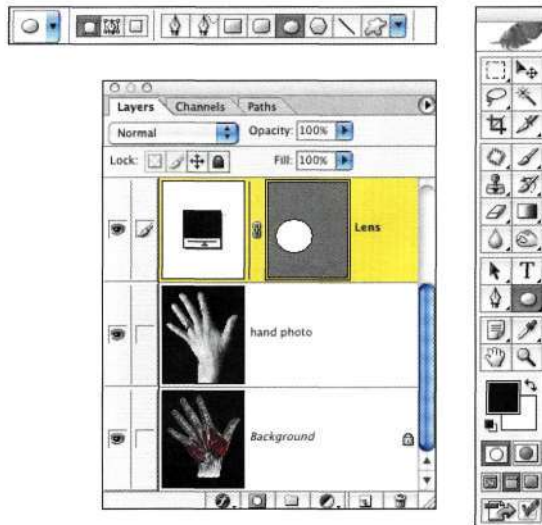 Layers Channels Paths
Normal Opacity: 100%
Lock: Fill: 100%
Lens
hand photo
Background
T